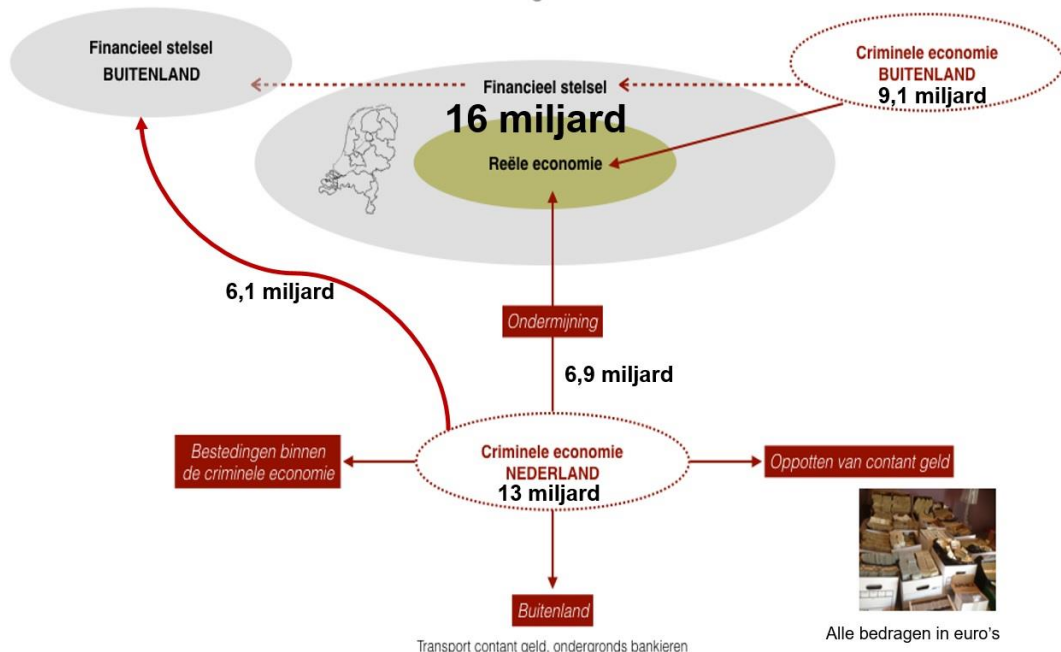 Financieel stelsel
BUITENLAND
Criminele economie
BUITENLAND
9,1 miljard
Financieel stelsel
16 miljard
Reële economie
6,1 miljard
Ondermijning
6,9 miljard
Bestedingen binnen
de criminele economie
Criminele economie
NEDERLAND
13 miljard
Oppotten van contant geld
Buitenland
Transport contant geld, ondergronds bankieren
Alle bedragen in euro's